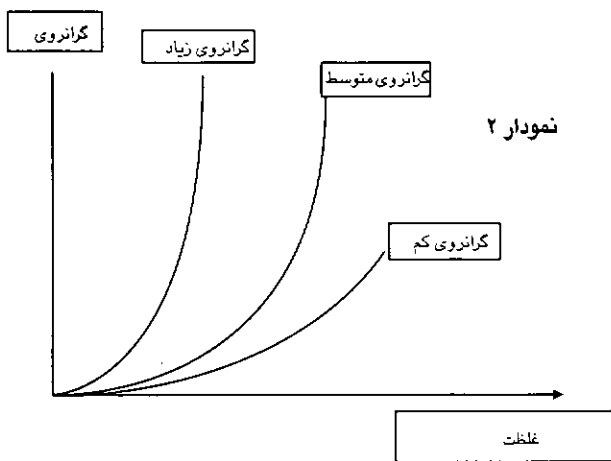 گرانروی
گرانروی زیاد
گرانروی متوسط
نمودار ۲
گرانروی کم
غلظت